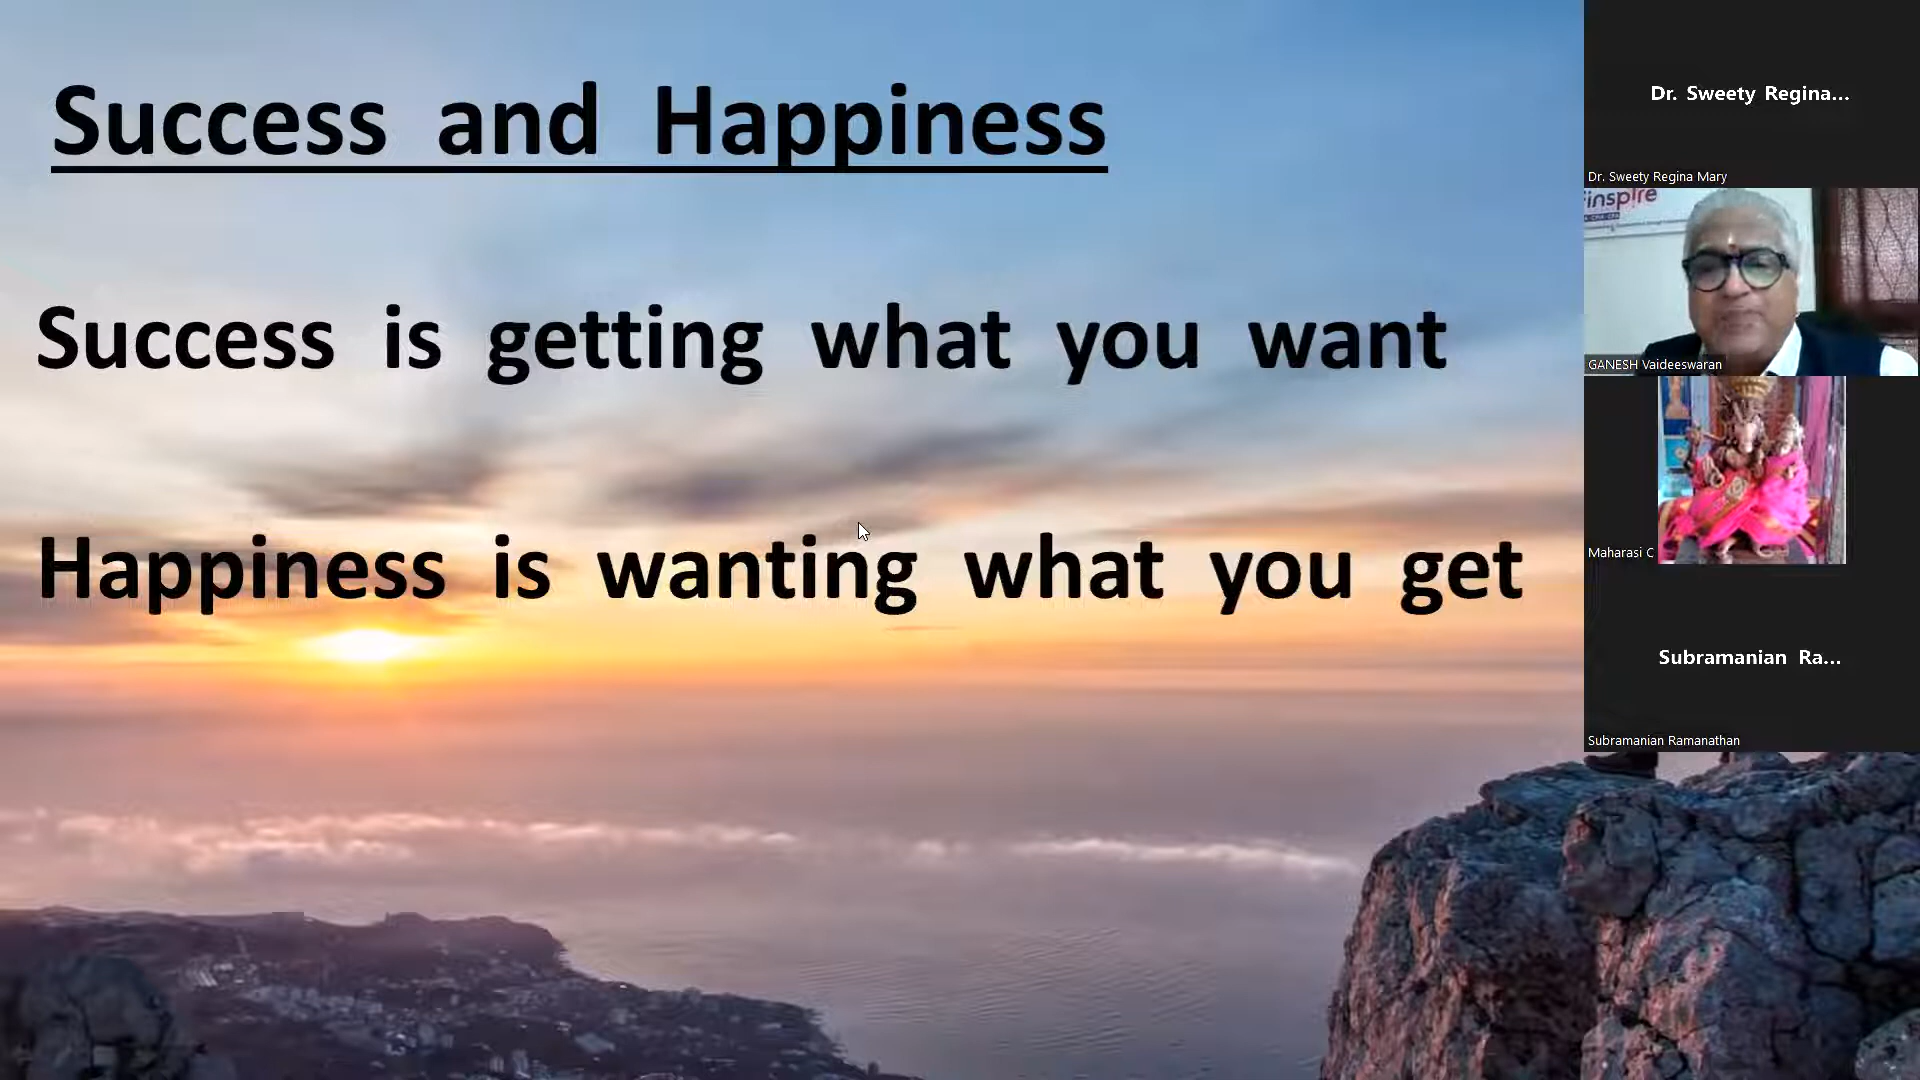 Success and Happiness
Success is getting what you want
Happiness is wanting what you get
Dr. Sweety Regina...
Dr. Sweety Regina Mary
inspire
GANESH Vaideeswaran
Maharasi C
Subramanian Ra...
Subramanian Ramanathan